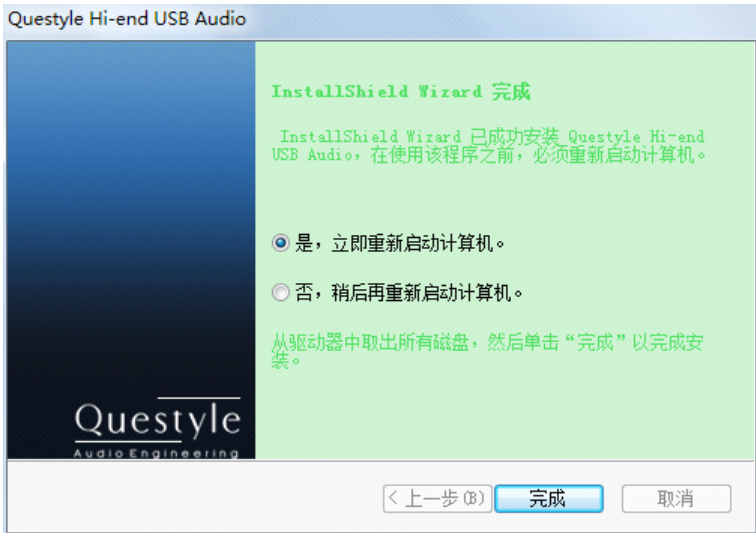 Questyle Hi-end USB Audio
InstallShield Wizard 完成
InstallShield Wizard 已成功安装 Questyle Hi-end
USB Audio，在使用该程序之前，必须重新启动计算机。
是，立即重新启动计算机。
否，稍后再重新启动计算机。
从驱动器中取出所有磁盘，然后单击“完成”以完成安
装。
Questyle
Audio Engineering
< 上一步(B)
完成
取消